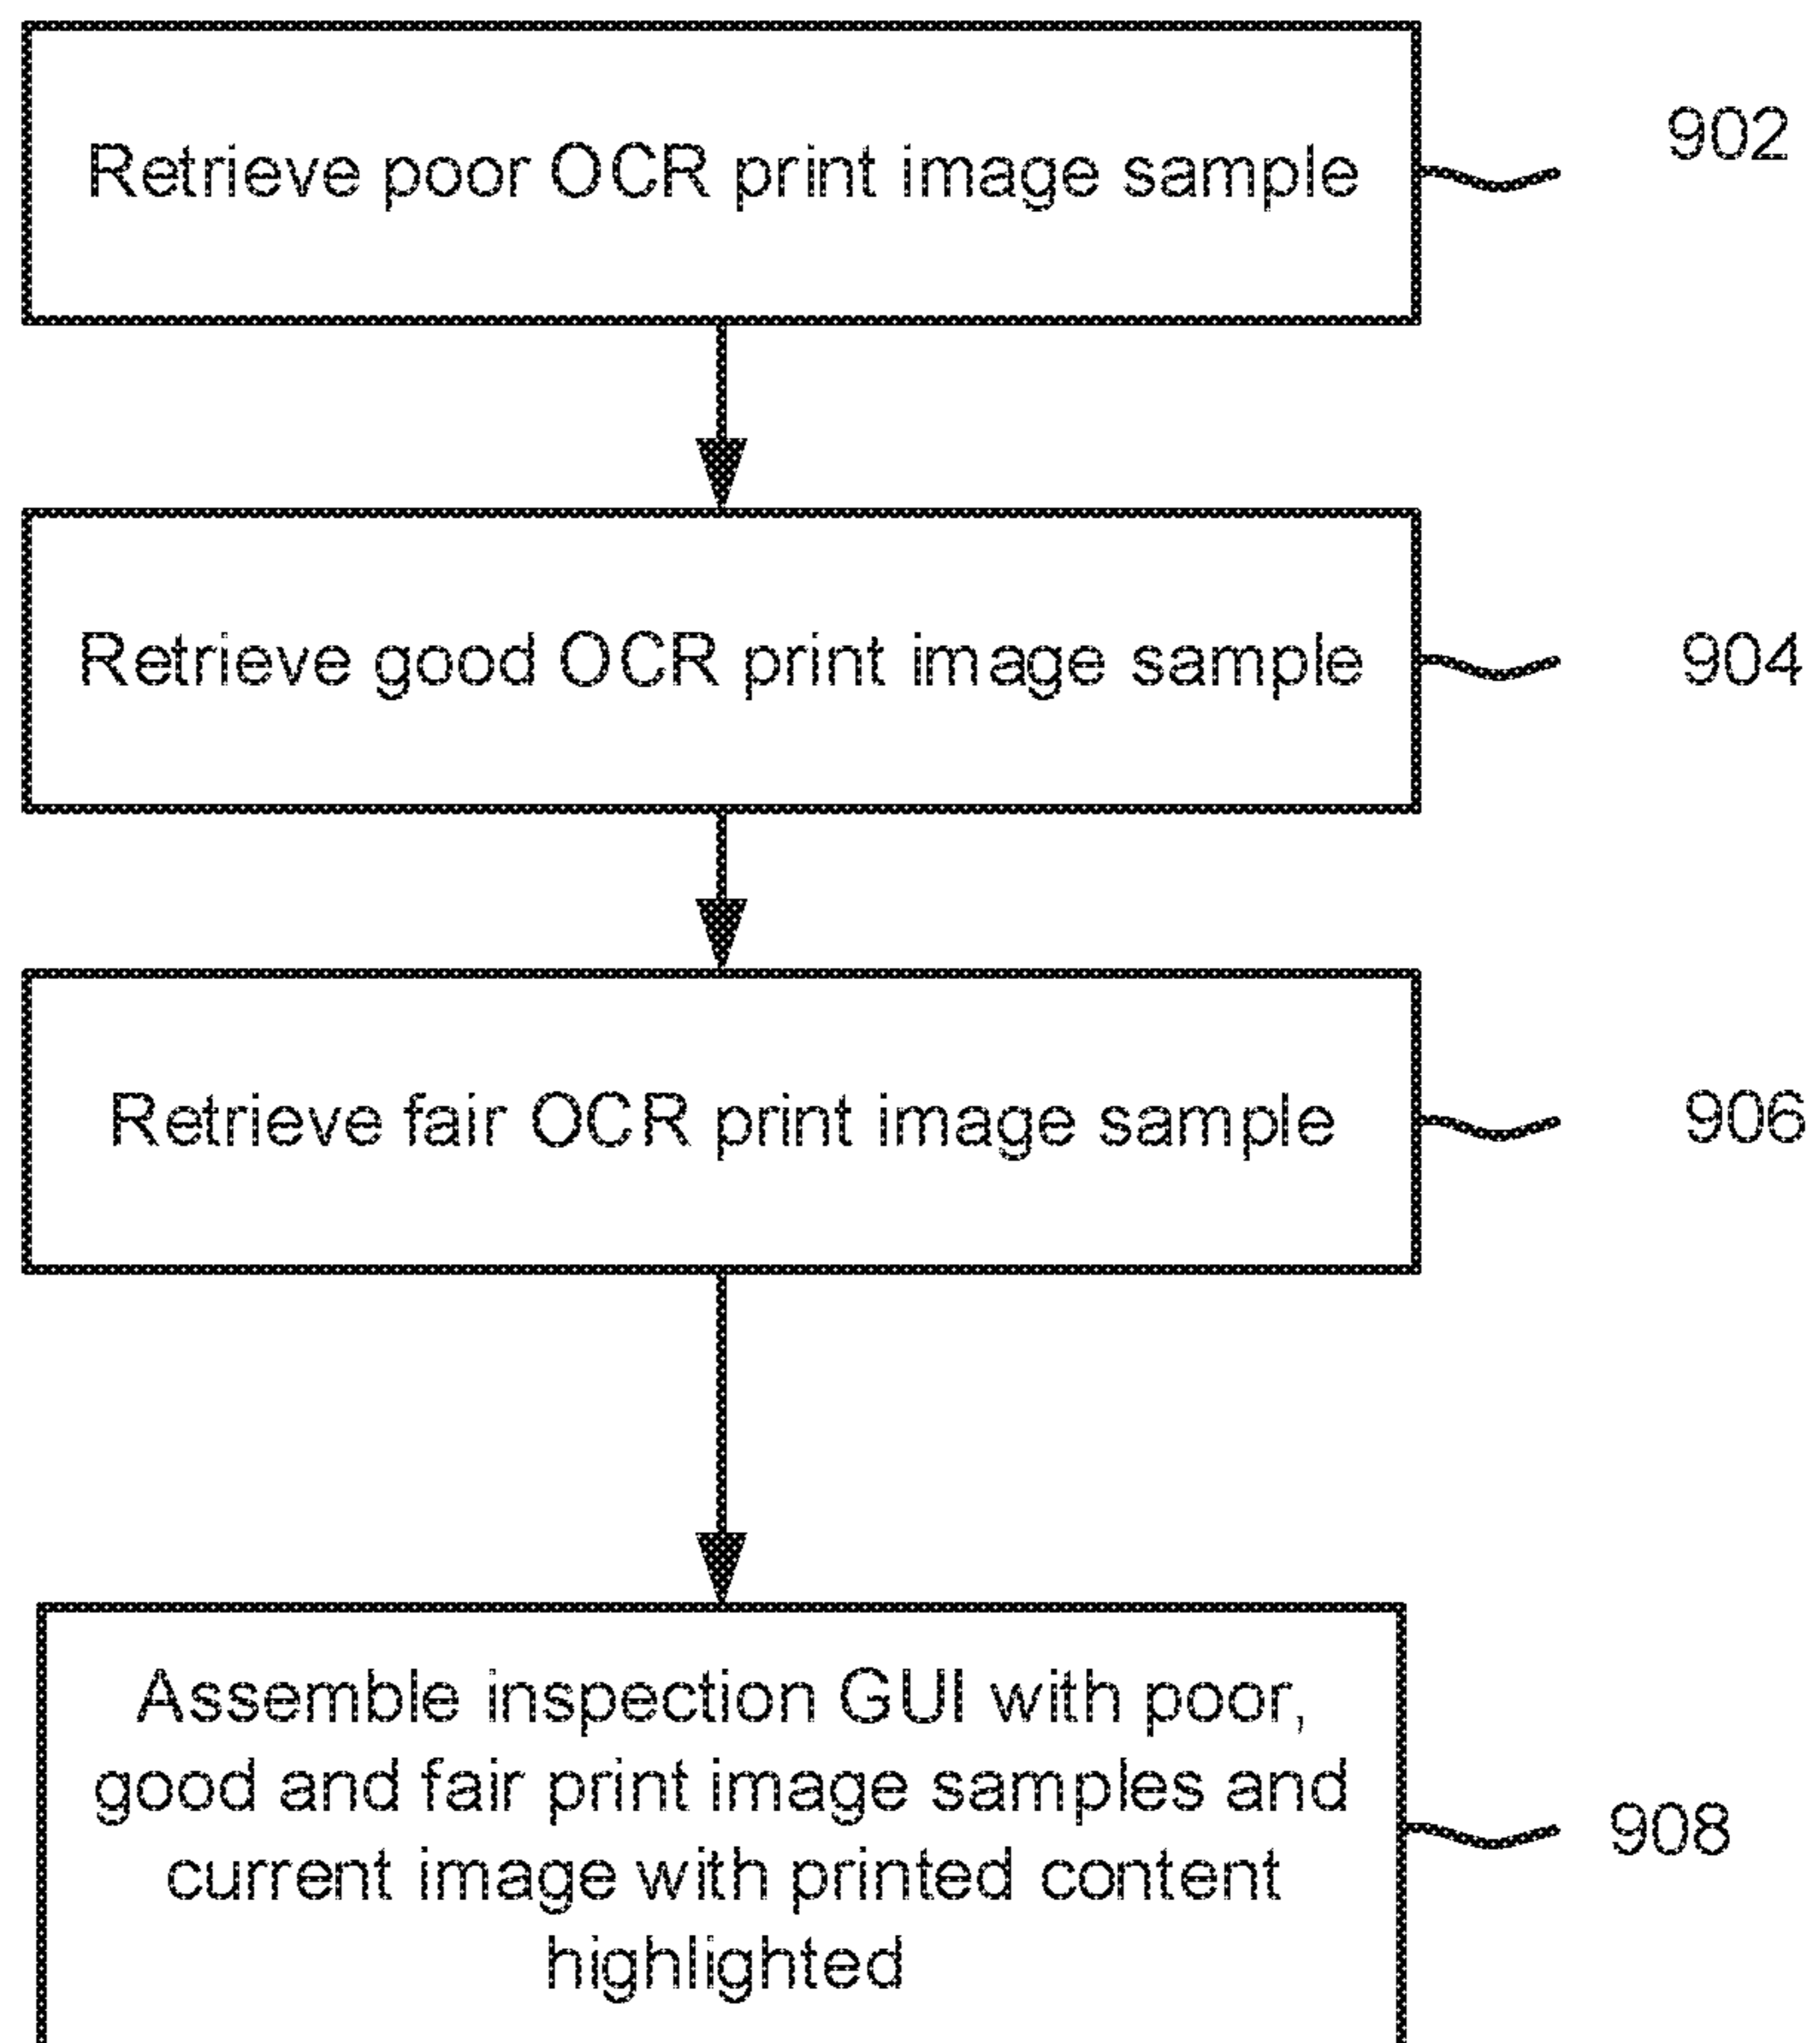 Retrieve poor OCR print image sample
902
Retrieve good OCR print image sample
904
Retrieve fair OCR print image sample
906
Assemble inspection GUI with poor,
good and fair print image samples and
current image with printed content
highlighted
908